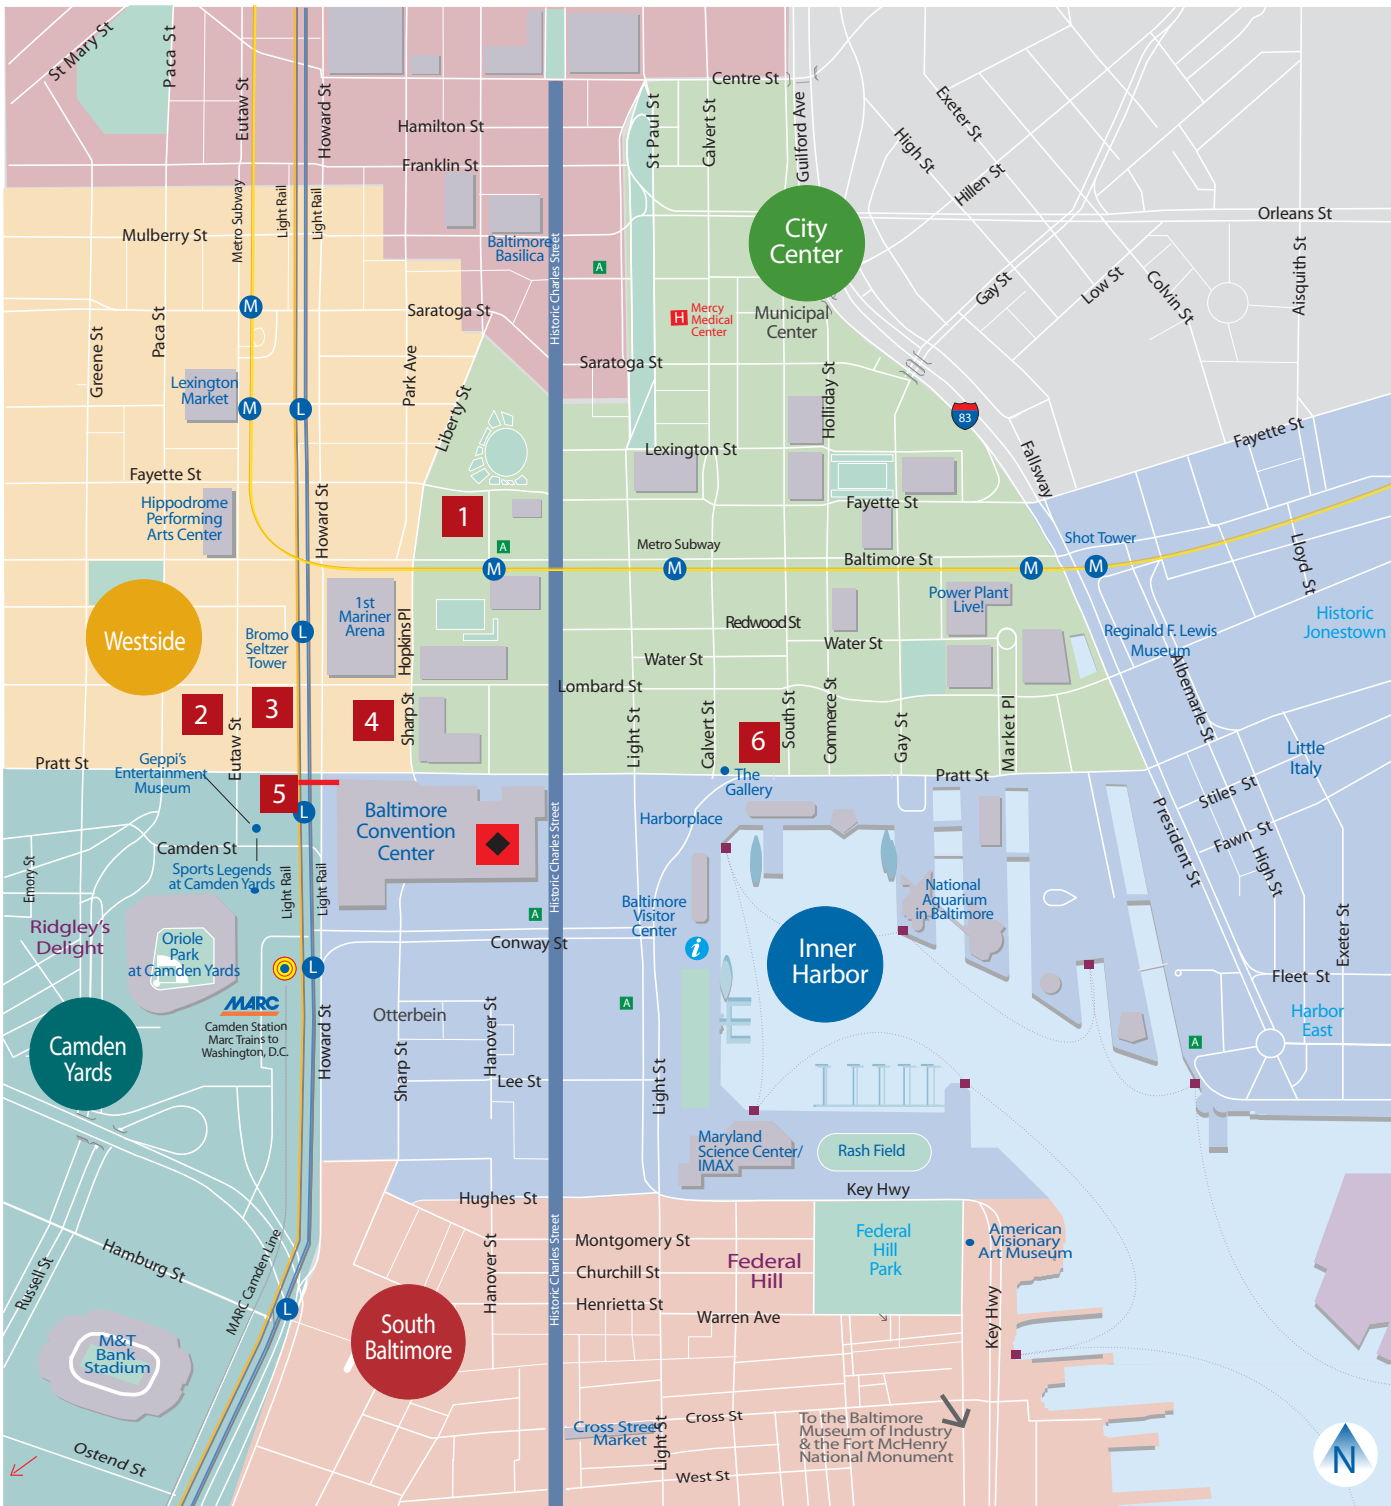 St Mary St
Paca St
Eutaw St
Howard St
Hamilton St
Franklin St
Centre St
St Paul St
Calvert St
Guilford Ave
Exeter St
High St
Hillen St
Orleans St
Aisquith St
Metro Subway
Light Rail
Light Rail
Mulberry St
Baltimore
Basilica
Historic Charles Street
A
City
Center
Gay St
Low St
Colvin St
M
Saratoga St
H
Mercy
Medical
Center
Municipal
Center
Greene St
Paca St
Park Ave
Saratoga St
Holliday St
Lexington
Market
M
L
Liberty St
83
Lexington St
Fallsway
Fayette St
Fayette St
Hippodrome
Performing
Arts Center
Howard St
1
A
Fayette St
Metro Subway
Baltimore St
Shot Tower
Lloyd St
M
M
M
M
1st
Mariner
Arena
Hopkins Pl
Power Plant
Live!
Historic
Jonestown
Westside
Bromo
Seltzer
Tower
L
Redwood St
Water St
Water St
Reginald F. Lewis
Museum
Albemarle St
Lombard St
2
3
4
Sharp St
Eutaw St
Light St
Calvert St
6
South St
Commerce St
Gay St
Market Pl
Pratt St
Geppi's
Entertainment
Museum
5
L
The
Gallery
Pratt St
Little
Italy
Stiles St
Fawn St
High St
President St
Baltimore
Convention
Center
Historic Charles Street
Harborplace
Camden St
Sports Legends
at Camden Yards
Emory St
Light Rail
Light Rail
Ridgley's
Delight
Oriole
Park
at Camden Yards
A
Baltimore
Visitor
Center
i
National
Aquarium
in Baltimore
Conway St
Inner
Harbor
Exeter St
Fleet St
L
MARC
Camden Station
Marc Trains to
Washington, D.C.
Howard St
Otterbein
Hanover St
A
Harbor
East
A
Camden
Yards
Sharp St
Lee St
Light St
Maryland
Science Center/
IMAX
Rash Field
Key Hwy
Hughes St
Historic Charles Street
Hamburg St
Russell St
MARC Camden Line
L
Hanover St
Montgomery St
Churchill St
Henrietta St
Federal
Hill
Warren Ave
Federal
Hill
Park
American
Visionary
Art Museum
Key Hwy
South
Baltimore
M&T
Bank
Stadium
Cross Street
Market
Light St
Cross St
West St
To the Baltimore
Museum of Industry
& the Fort McHenry
National Monument
Ostend St
N